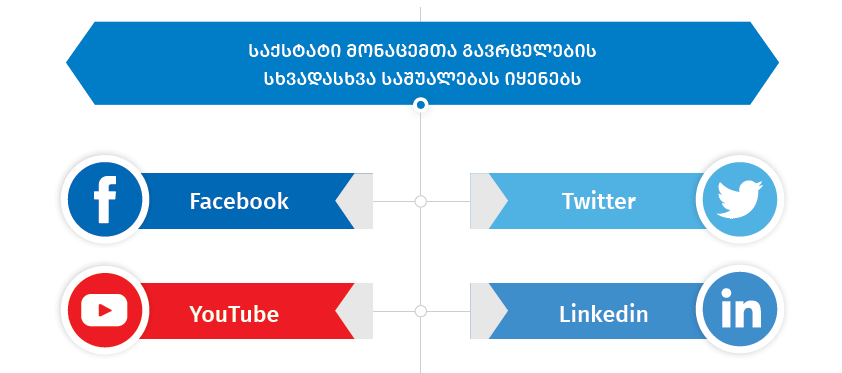 საქსტატი მონაცემთა გავრცელების
სხვადასხვა საშუალებას იყენებს
Facebook
Twitter
YouTube
Linkedin